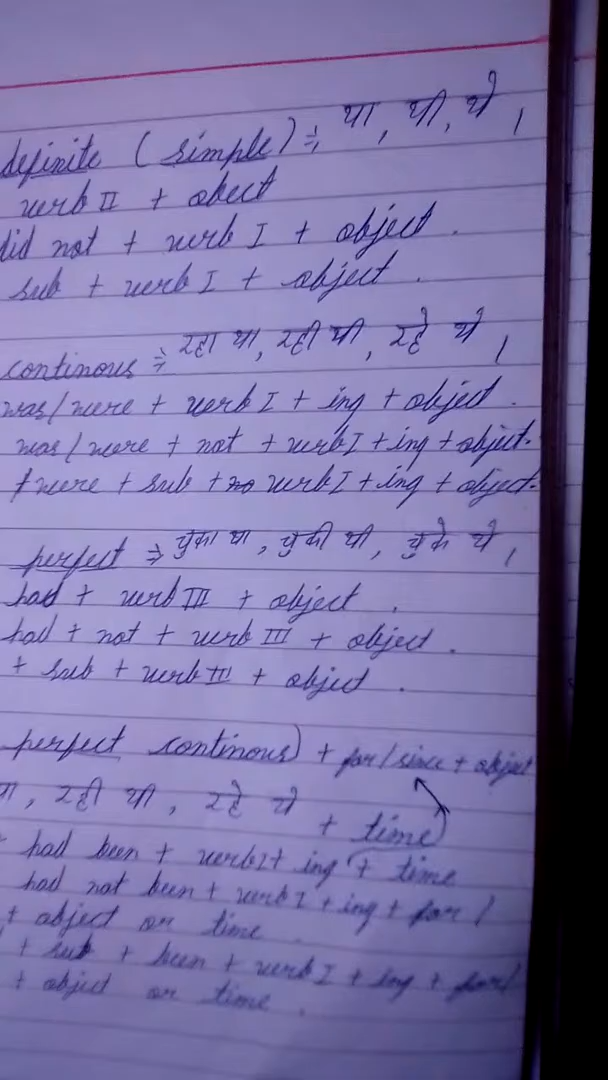 definite (simple) ⇒ था, थी, थे,
verb II + obect
did not + verb I + object.
sub + verb I + object.
continous ⇒ रहा था, रही थी, रहे थे,
was/were + verb I + ing + object.
was/were + not + verb I + ing + object.
/were + sub + verb I + ing + object.
perfect ⇒ चुका था, चुकी थी, चुके थे,
had + verb III + object.
had + not + verb III + object.
+ sub + verb III + object.
perfect continous) + for/since + object
रही थी, रहे थे + time)
had been + verb I + ing + time
had not been + verb I + ing + for/
+ object or time.
+ sub + been + verb I + ing + for/
+ object or time.